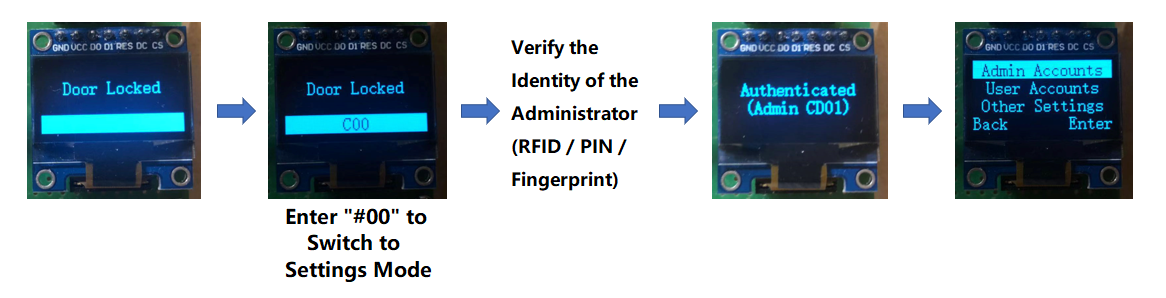 GND VCC D0 D1 RES DC CS
Door Locked
GND VCC D0 D1 RES DC CS
Door Locked
C00
Enter "#00" to
Switch to
Settings Mode
Verify the
Identity of the
Administrator
(RFID / PIN /
Fingerprint)
GND VCC D0 D1 RES DC CS
Authenticated
(Admin CD01)
GND VCC D0 D1 RES DC CS
Admin Accounts
User Accounts
Other Settings
Back Enter